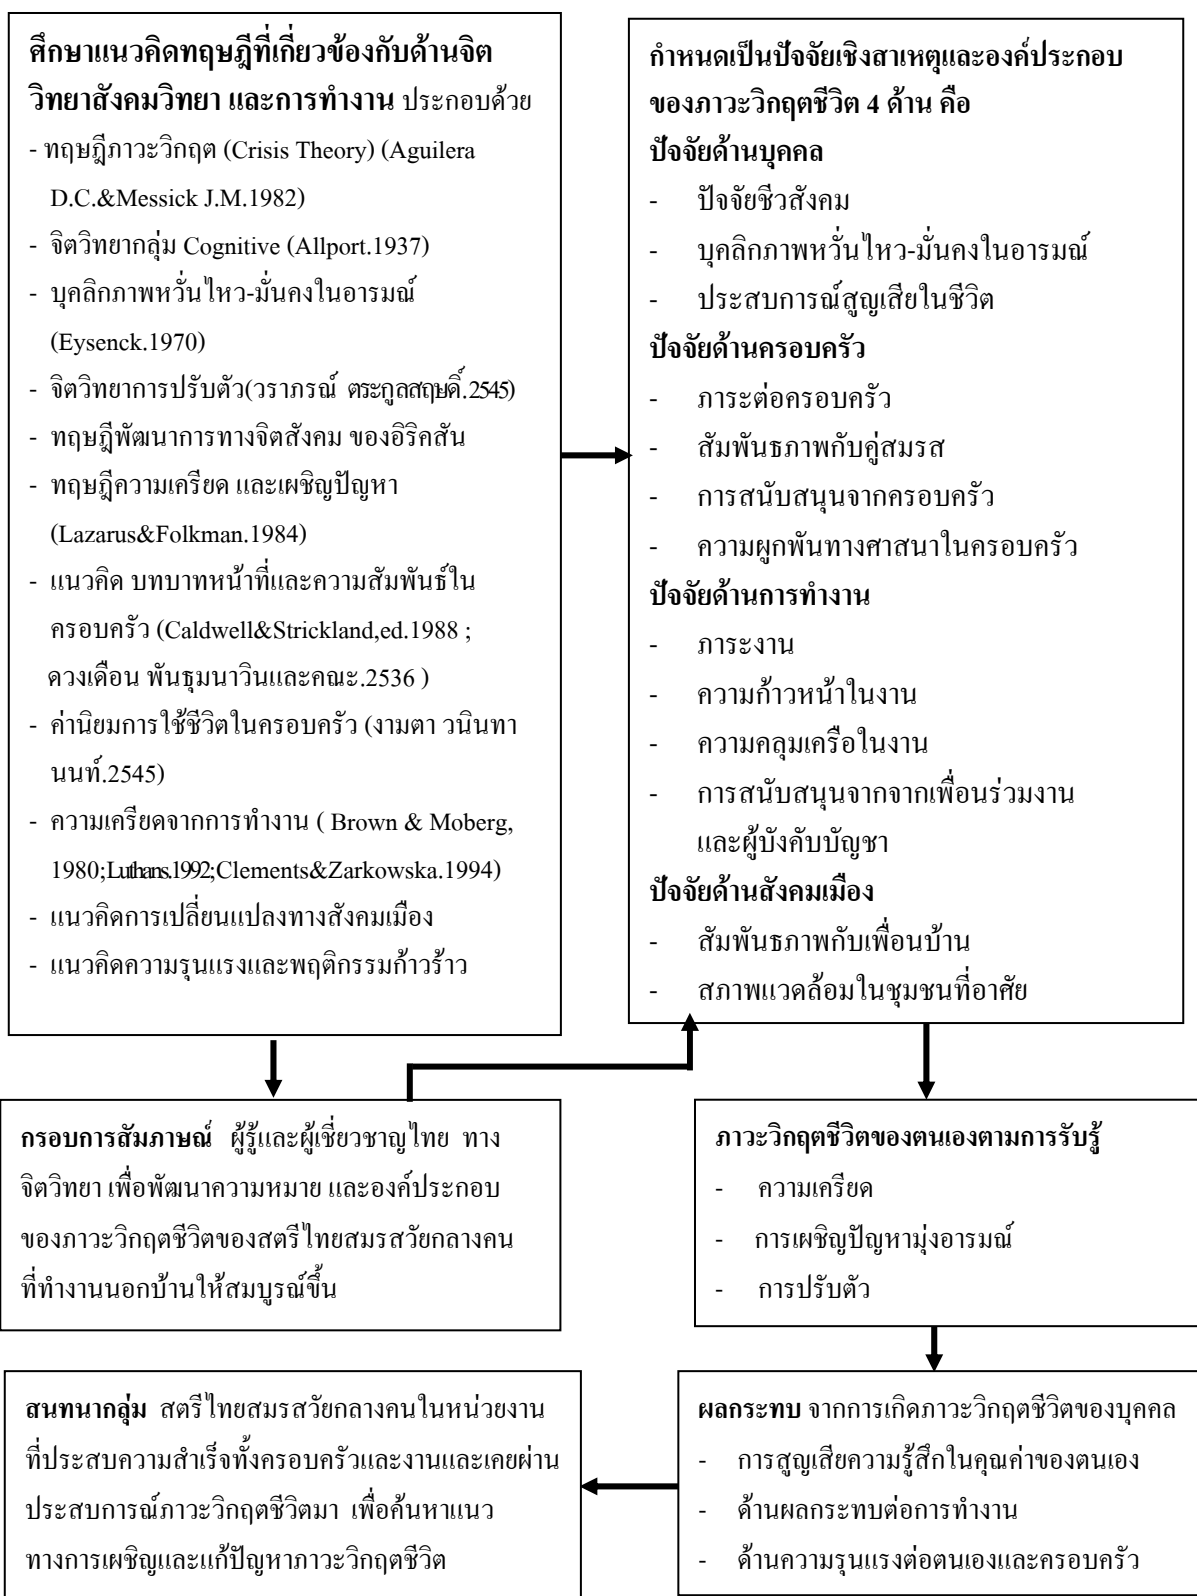 ศึกษาแนวคิดทฤษฎีที่เกี่ยวข้องกับด้านจิต
วิทยาสังคมวิทยา และการทำงาน ประกอบด้วย
- ทฤษฎีภาวะวิกฤต (Crisis Theory) (Aguilera
D.C.&Messick J.M.1982)
- จิตวิทยากลุ่ม Cognitive (Allport.1937)
- บุคลิกภาพหวั่นไหว-มั่นคงในอารมณ์
(Eysenck.1970)
- จิตวิทยาการปรับตัว(วราภรณ์ ตระกูลสฤษดิ์.2545)
- ทฤษฎีพัฒนาการทางจิตสังคม ของอิริคสัน
- ทฤษฎีความเครียด และเผชิญปัญหา
(Lazarus&Folkman.1984)
- แนวคิด บทบาทหน้าที่และความสัมพันธ์ใน
ครอบครัว (Caldwell&Strickland,ed.1988 ;
ดวงเดือน พันธุมนาวินและคณะ.2536 )
- ค่านิยมการใช้ชีวิตในครอบครัว (งามตา วนินทา
นนท์.2545)
- ความเครียดจากการทำงาน ( Brown & Moberg,
1980;Luthans.1992;Clements&Zarkowska.1994)
- แนวคิดการเปลี่ยนแปลงทางสังคมเมือง
- แนวคิดความรุนแรงและพฤติกรรมก้าวร้าว
กำหนดเป็นปัจจัยเชิงสาเหตุและองค์ประกอบ
ของภาวะวิกฤตชีวิต 4 ด้าน คือ
ปัจจัยด้านบุคคล
- ปัจจัยชีวสังคม
- บุคลิกภาพหวั่นไหว-มั่นคงในอารมณ์
- ประสบการณ์สูญเสียในชีวิต
ปัจจัยด้านครอบครัว
- ภาระต่อครอบครัว
- สัมพันธภาพกับคู่สมรส
- การสนับสนุนจากครอบครัว
- ความผูกพันทางศาสนาในครอบครัว
ปัจจัยด้านการทำงาน
- ภาระงาน
- ความก้าวหน้าในงาน
- ความคลุมเครือในงาน
- การสนับสนุนจากจากเพื่อนร่วมงาน
และผู้บังคับบัญชา
ปัจจัยด้านสังคมเมือง
- สัมพันธภาพกับเพื่อนบ้าน
- สภาพแวดล้อมในชุมชนที่อาศัย
กรอบการสัมภาษณ์ ผู้รู้และผู้เชี่ยวชาญไทย ทาง
จิตวิทยา เพื่อพัฒนาความหมาย และองค์ประกอบ
ของภาวะวิกฤตชีวิตของสตรีไทยสมรสวัยกลางคน
ที่ทำงานนอกบ้านให้สมบูรณ์ขึ้น
ภาวะวิกฤตชีวิตของตนเองตามการรับรู้
- ความเครียด
- การเผชิญปัญหามุ่งอารมณ์
- การปรับตัว
สนทนากลุ่ม สตรีไทยสมรสวัยกลางคนในหน่วยงาน
ที่ประสบความสำเร็จทั้งครอบครัวและงานและเคยผ่าน
ประสบการณ์ภาวะวิกฤตชีวิตมา เพื่อค้นหาแนว
ทางการเผชิญและแก้ปัญหาภาวะวิกฤตชีวิต
ผลกระทบ จากการเกิดภาวะวิกฤตชีวิตของบุคคล
- การสูญเสียความรู้สึกในคุณค่าของตนเอง
- ด้านผลกระทบต่อการทำงาน
- ด้านความรุนแรงต่อตนเองและครอบครัว